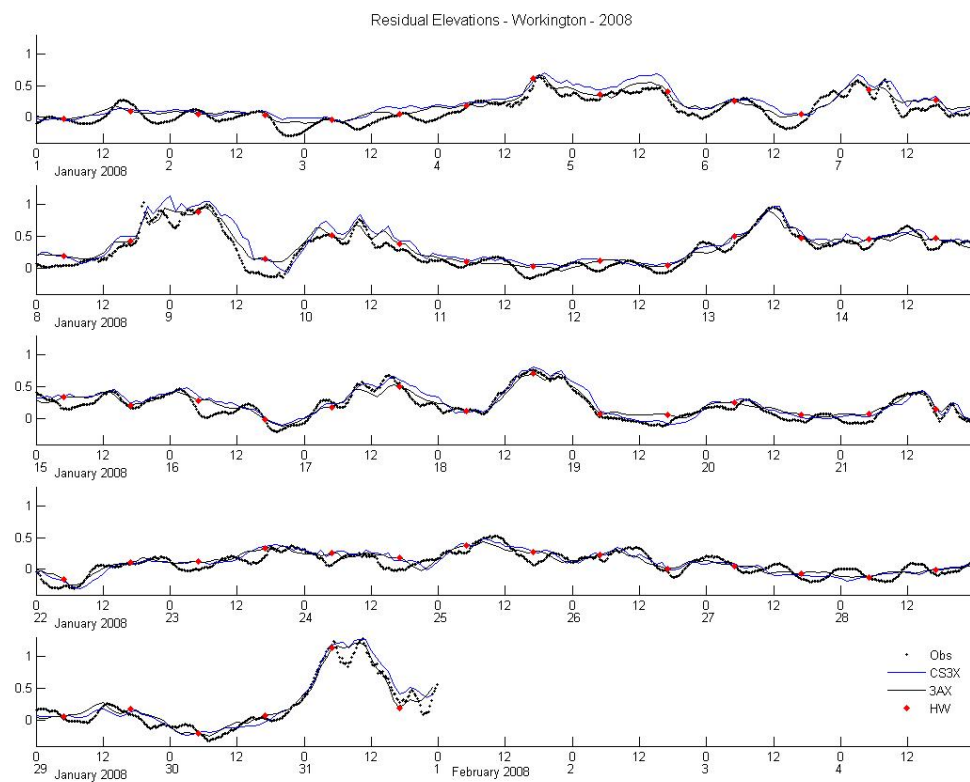 Residual Elevations - Workington - 2008
1
0.5
0
0 12 0 12 0 12 0 12 0 12 0 12 0 12
1 2 3 4 5 6 7
January 2008
1
0.5
0
0 12 0 12 0 12 0 12 0 12 0 12 0 12
8 9 10 11 12 13 14
January 2008
1
0.5
0
0 12 0 12 0 12 0 12 0 12 0 12 0 12
15 16 17 18 19 20 21
January 2008
1
0.5
0
0 12 0 12 0 12 0 12 0 12 0 12 0 12
22 23 24 25 26 27 28
January 2008
1
0.5
0
Obs
CS3X
3AX
HW
0 12 0 12 0 12 0 12 0 12 0 12 0 12
29 30 31 1 2 3 4
January 2008 February 2008